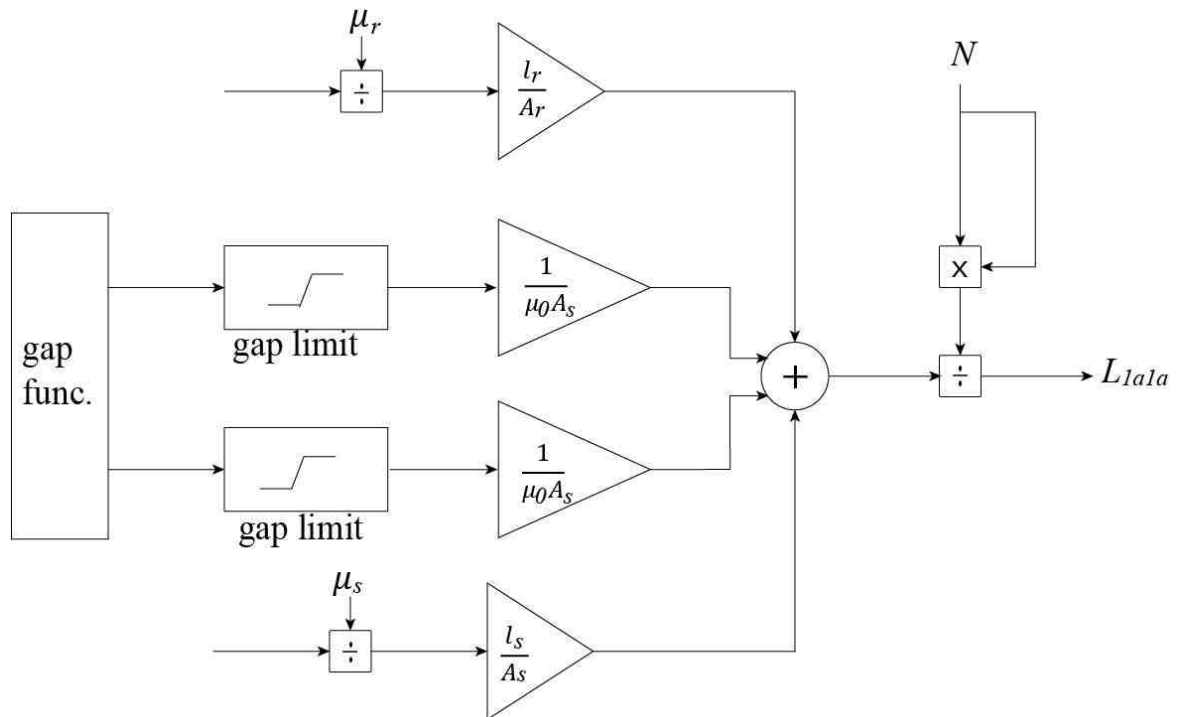 μr
÷
lr
Ar
N
x
gap
func.
gap limit
1
μ0As
gap limit
1
μ0As
+
÷
L1a1a
μs
÷
ls
As